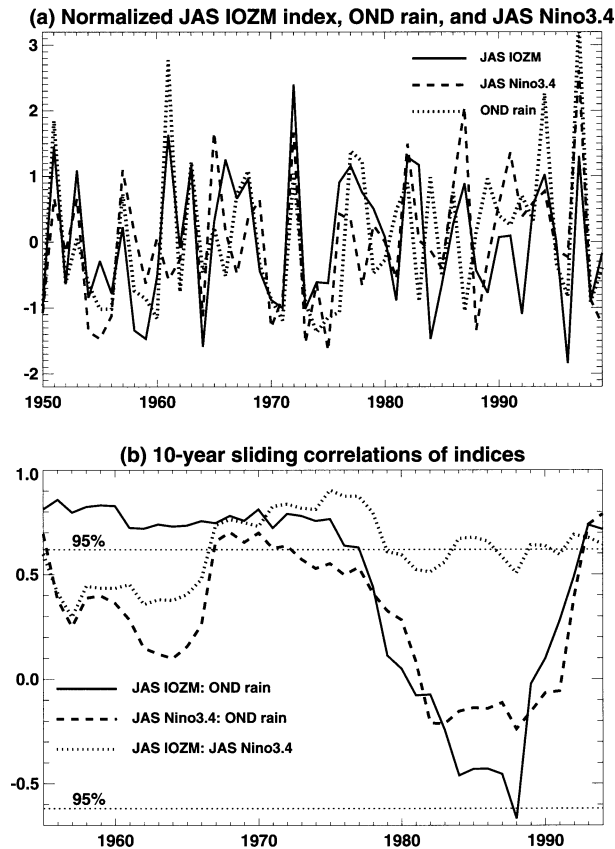 (a) Normalized JAS IOZM index, OND rain, and JAS Nino3.4
3
2
1
0
-1
-2
JAS IOZM
JAS Nino3.4
OND rain
1950
1960
1970
1980
1990
(b) 10-year sliding correlations of indices
1.0
0.5
0.0
-0.5
95%
JAS IOZM: OND rain
JAS Nino3.4: OND rain
JAS IOZM: JAS Nino3.4
95%
1960
1970
1980
1990